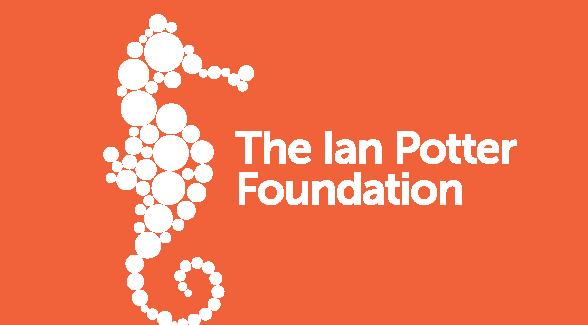 The Ian Potter
Foundation